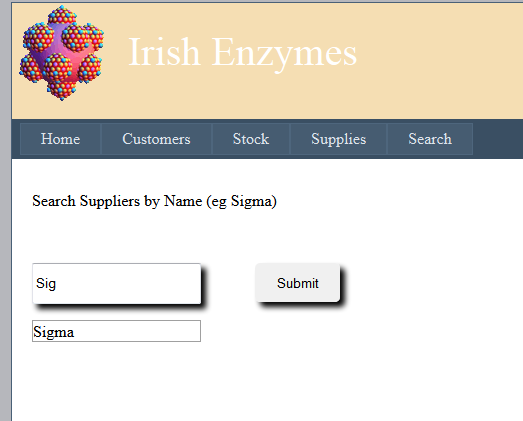 Irish Enzymes
Home Customers Stock Supplies Search
Search Suppliers by Name (eg Sigma)
Sig Submit
Sigma